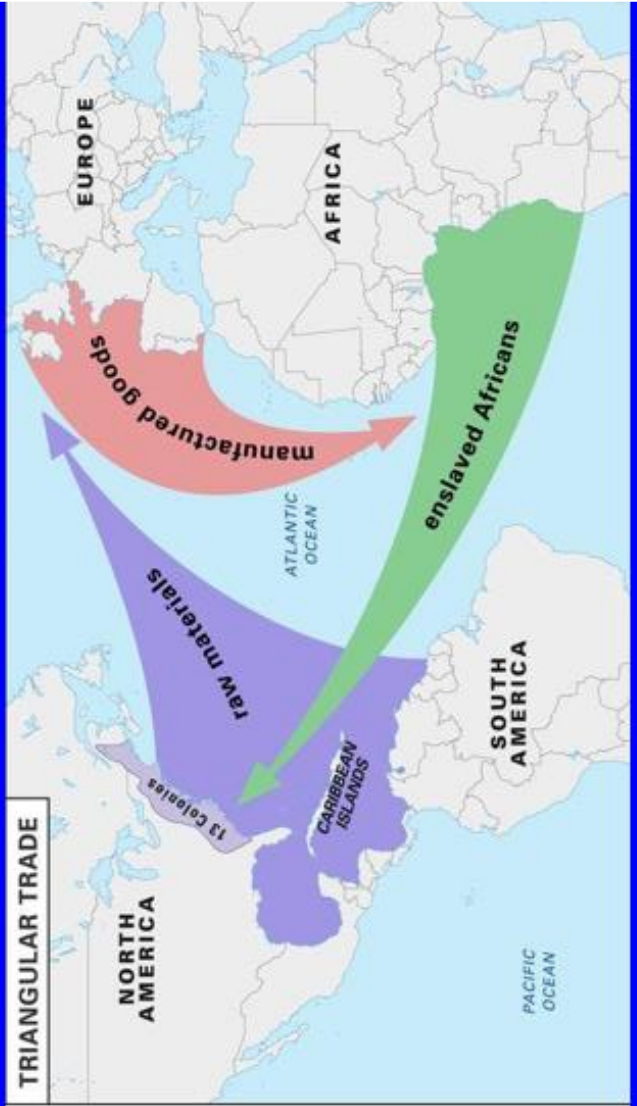 TRIANGULAR TRADE
NORTH
AMERICA
13 Colonies
raw materials
manufactured goods
EUROPE
ATLANTIC
OCEAN
AFRICA
CARIBBEAN
ISLANDS
enslaved Africans
SOUTH
AMERICA
PACIFIC
OCEAN